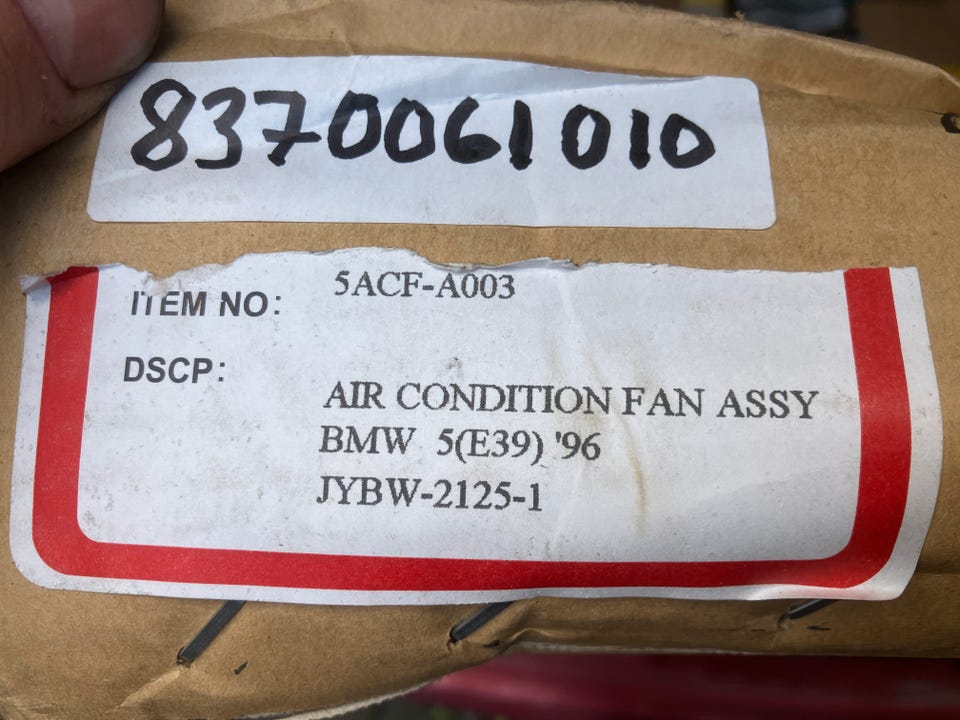 8370061010
ITEM NO: 5ACF-A003
DSCP:
AIR CONDITION FAN ASSY
BMW 5(E39) '96
JYBW-2125-1